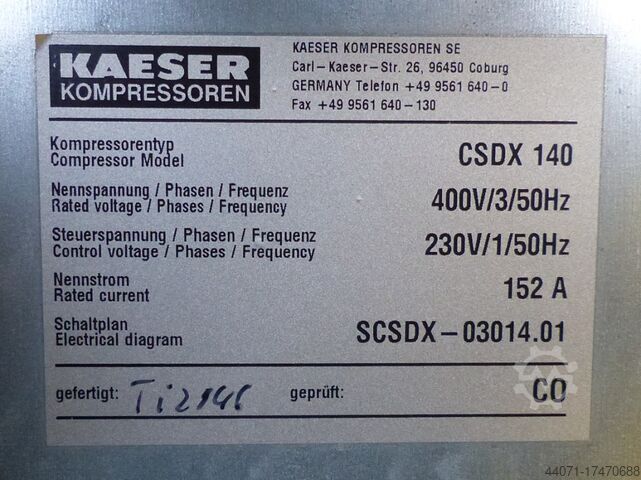 KAESER
KOMPRESSOREN
KAESER KOMPRESSOREN SE
Carl-Kaeser-Str. 26, 96450 Coburg
GERMANY Telefon +49 9561 640-0
Fax +49 9561 640-130
Kompressorentyp
Compressor Model
CSDX 140
Nennspannung / Phasen / Frequenz
Rated voltage / Phases / Frequency
400V/3/50Hz
Steuerspannung / Phasen / Frequenz
Control voltage / Phases / Frequency
230V/1/50Hz
Nennstrom
Rated current
152 A
Schaltplan
Electrical diagram
SCSDX-03014.01
gefertigt:
geprüft:
CO
44071-17470688